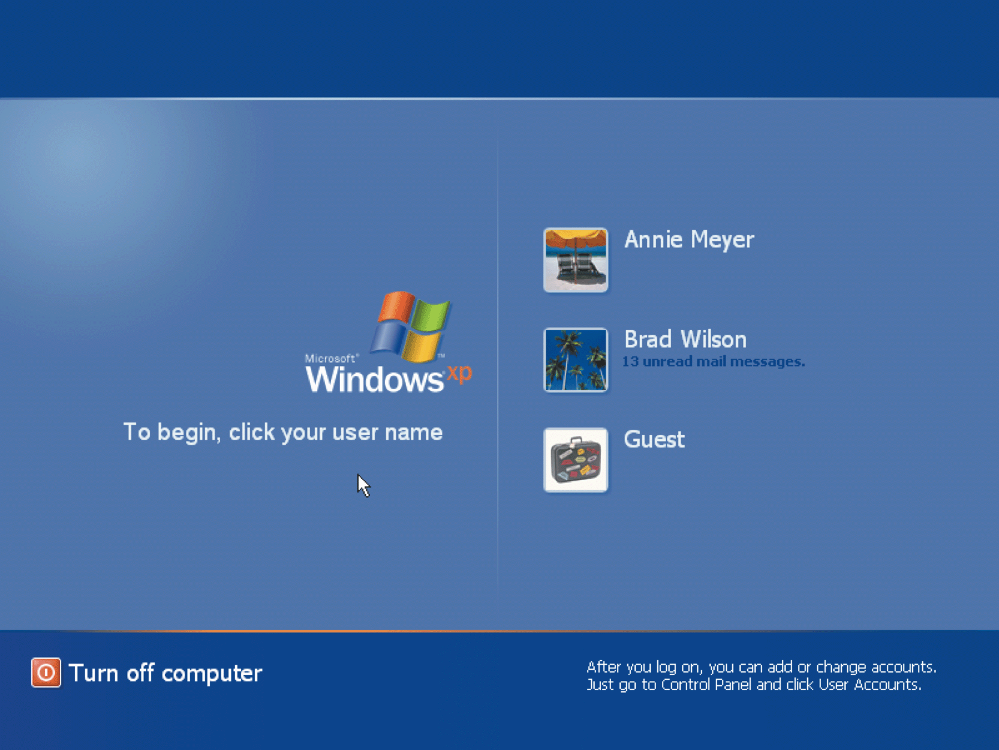 Microsoft®
Windows® xp ™
To begin, click your user name
Annie Meyer
Brad Wilson
13 unread mail messages.
Guest
Turn off computer
After you log on, you can add or change accounts.
Just go to Control Panel and click User Accounts.